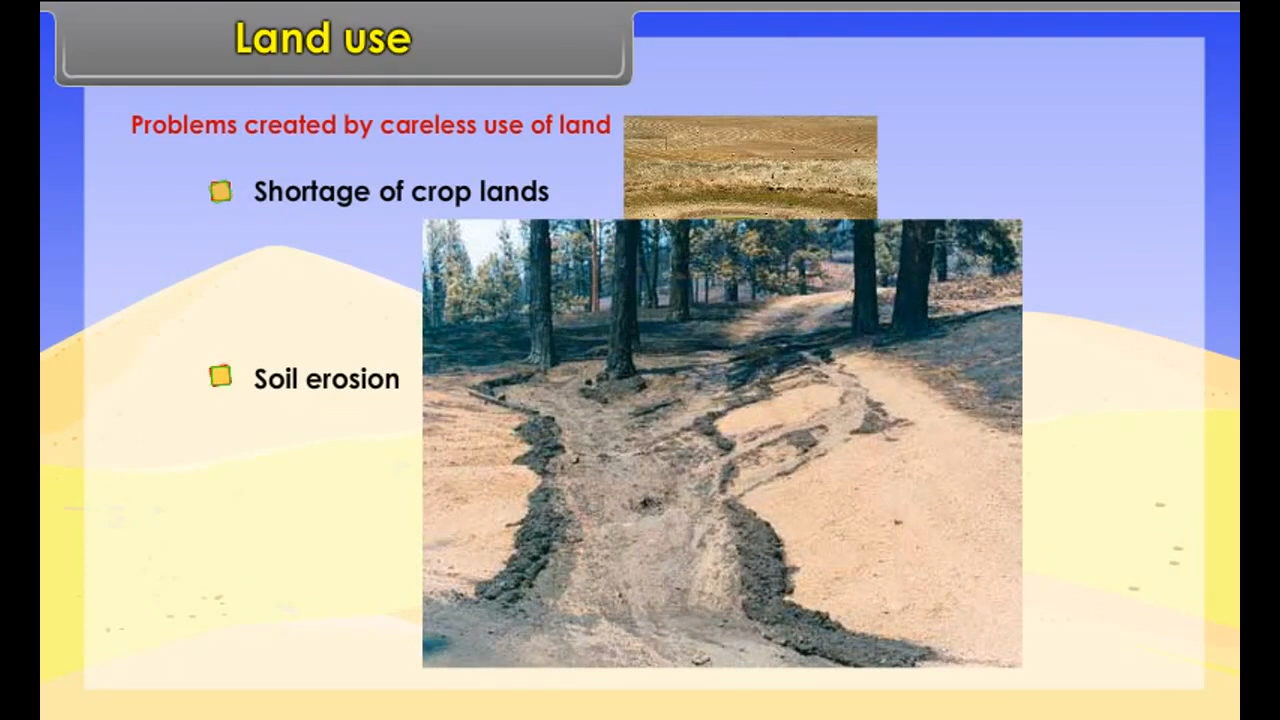 Land use
Problems created by careless use of land
Shortage of crop lands
Soil erosion